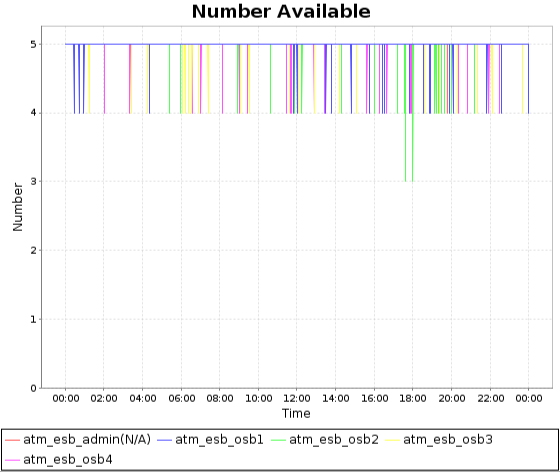 Number Available
5
4
3
2
1
0
Number
00:00 02:00 04:00 06:00 08:00 10:00 12:00 14:00 16:00 18:00 20:00 22:00 00:00
Time
atm_esb_admin(N/A) atm_esb_osb1 atm_esb_osb2 atm_esb_osb3
atm_esb_osb4